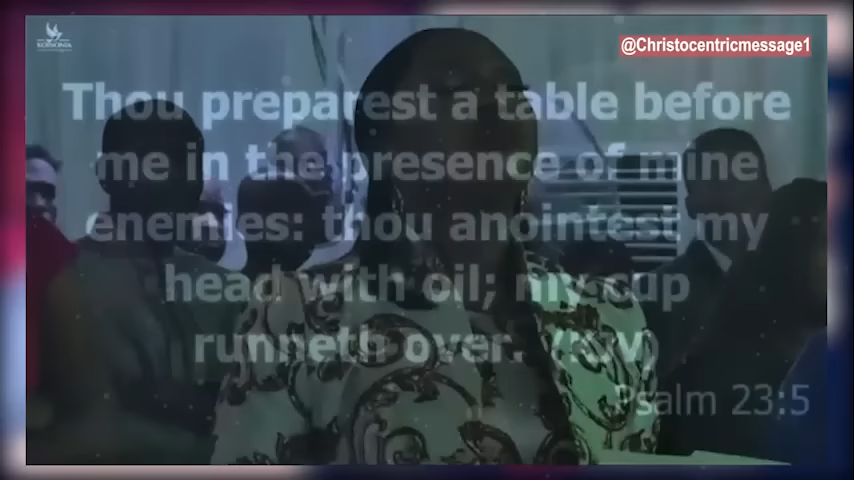 KOINONIA
@Christocentricmessage1
Thou preparest a table before
me in the presence of mine
enemies: thou anointest my
head with oil; my cup
runneth over. (KJV)
Psalm 23:5